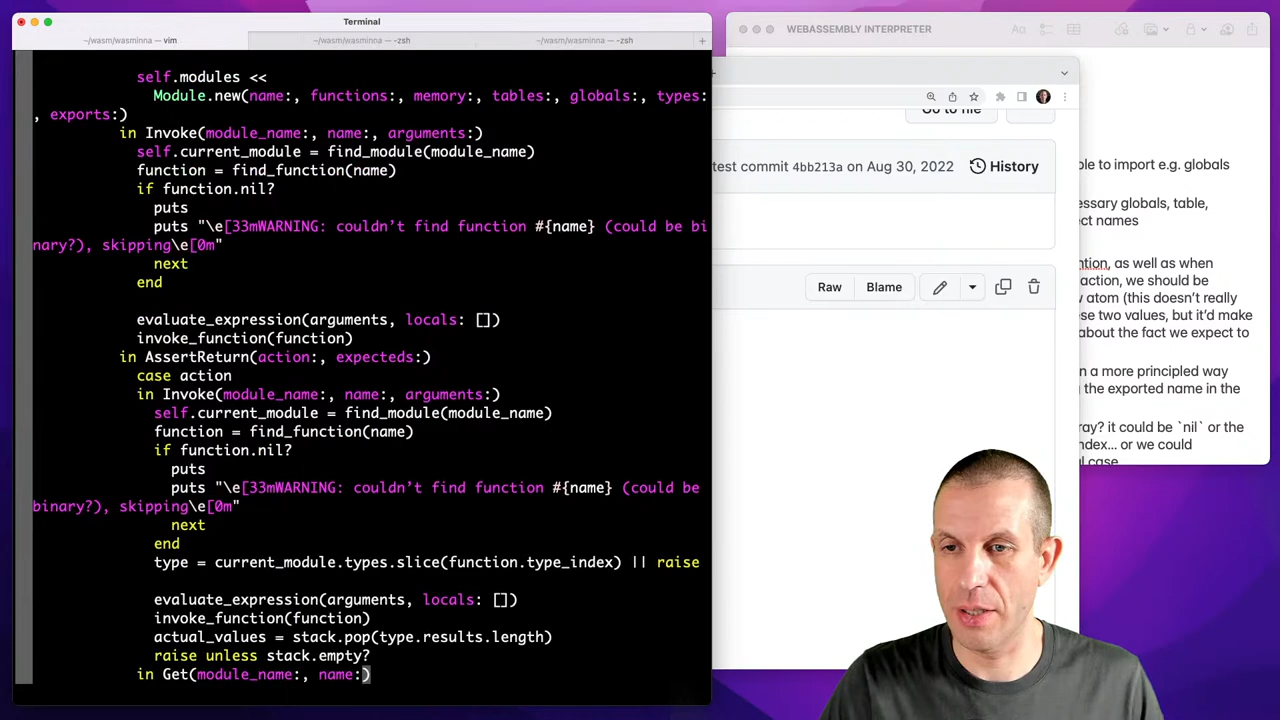 Terminal
~/wasm/wasminna — vim
~/wasm/wasminna — -zsh
~/wasm/wasminna — -zsh
self.modules <<
Module.new(name:, functions:, memory:, tables:, globals:, types:
, exports:)
in Invoke(module_name:, name:, arguments:)
self.current_module = find_module(module_name)
function = find_function(name)
if function.nil?
puts
puts "\e[33mWARNING: couldn’t find function #{name} (could be bi
nary?), skipping\e[0m"
next
end
evaluate_expression(arguments, locals: [])
invoke_function(function)
in AssertReturn(action:, expecteds:)
case action
in Invoke(module_name:, name:, arguments:)
self.current_module = find_module(module_name)
function = find_function(name)
if function.nil?
puts
puts "\e[33mWARNING: couldn’t find function #{name} (could be
binary?), skipping\e[0m"
next
end
type = current_module.types.slice(function.type_index) || raise
evaluate_expression(arguments, locals: [])
invoke_function(function)
actual_values = stack.pop(type.results.length)
raise unless stack.empty?
in Get(module_name:, name:)
Go to file
test commit 4bb213a on Aug 30, 2022
History
Raw
Blame
WEBASSEMBLY INTERPRETER
Aa
ble to import e.g. globals
essary globals, table,
ect names
ntion, as well as when
action, we should be
w atom (this doesn’t really
ese two values, but it’d make
about the fact we expect to
n a more principled way
g the exported name in the
ray? it could be `nil` or the
ndex… or we could
al case